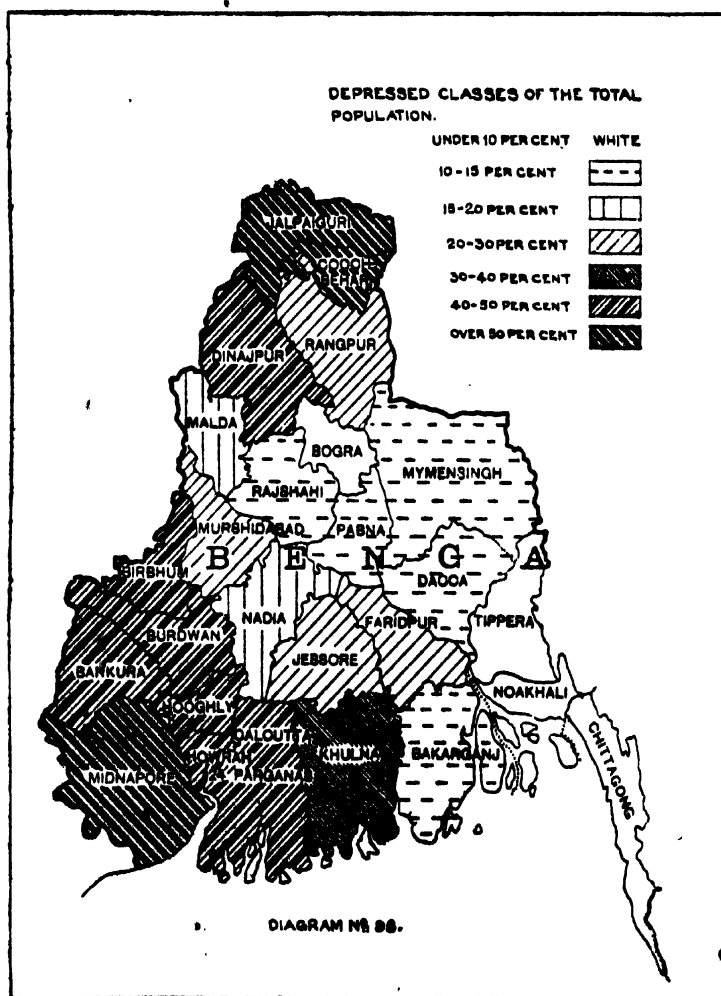 DEPRESSED CLASSES OF THE TOTAL
POPULATION.
UNDER 10 PER CENT WHITE
10-15 PER CENT
15-20 PER CENT
20-30 PER CENT
30-40 PER CENT
40-50 PER CENT
OVER 50 PER CENT
JALPAIGURI
COOCH
BEHAR
RANGPUR
DINAJPUR
MALDA
BOGRA
MYMENSINGH
RAJSHAHI
MURSHIDABAD
PABNA
B E N G A
BIRBHUM
DACCA
NADIA
FARIDPUR
TIPPERA
BURDWAN
JESSORE
BANKURA
NOAKHALI
HOOGHLY
CALCUTTA
KHULNA
BAKARGANJ
CHITTAGONG
HOWRAH
MIDNAPORE
24 PARGANAS